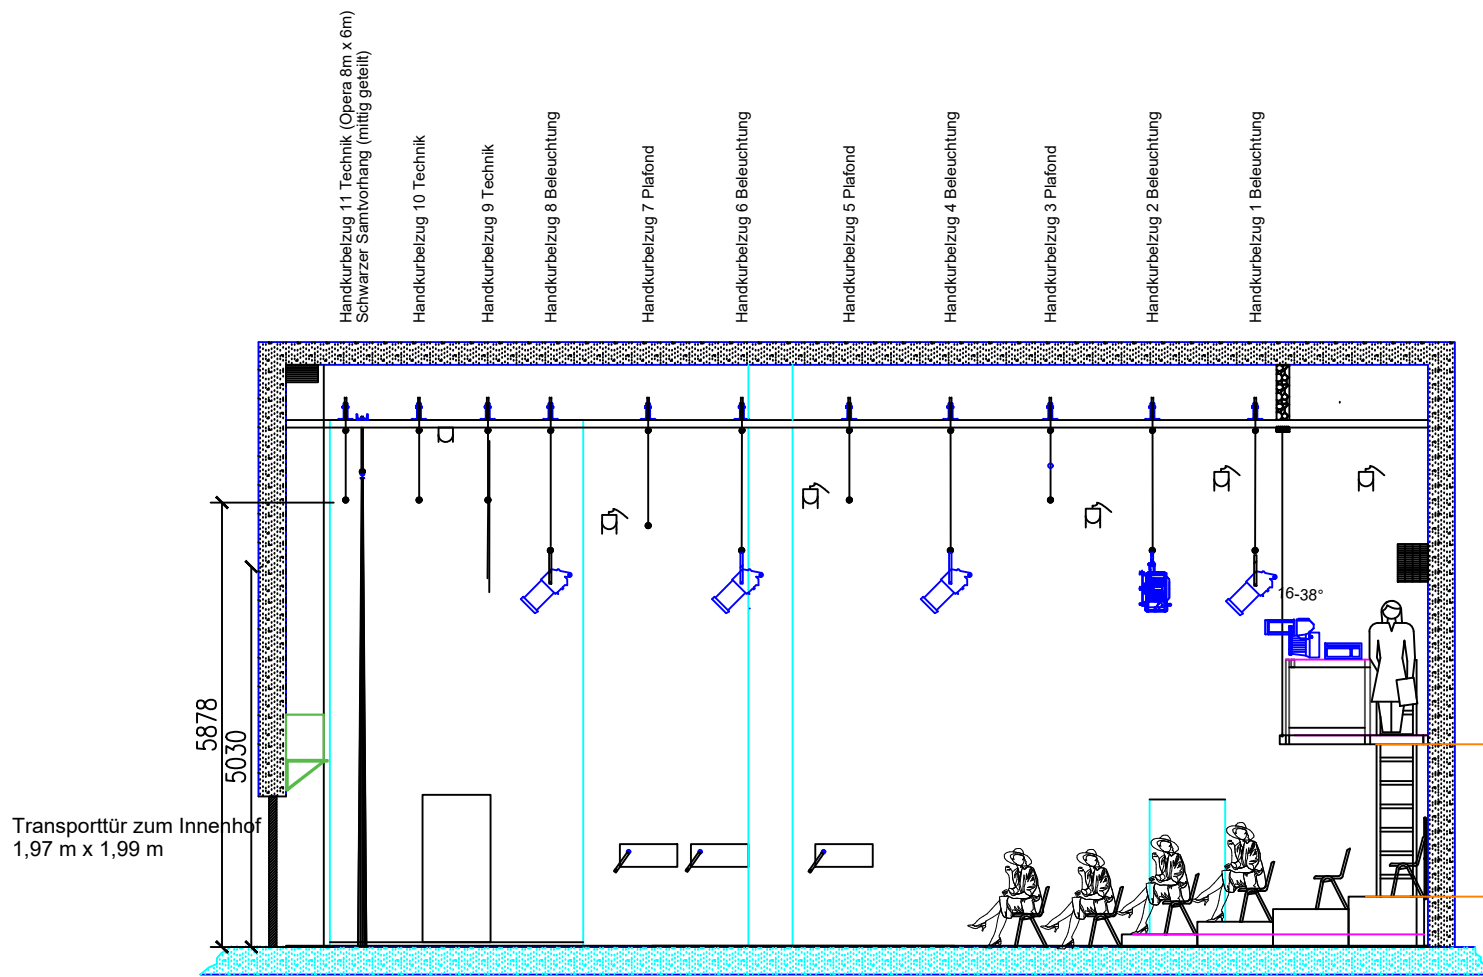 Handkurbelzug 11 Technik (Opera 8m x 6m)
Schwarzer Samtvorhang (mittig geteilt)
Handkurbelzug 10 Technik
Handkurbelzug 9 Technik
Handkurbelzug 8 Beleuchtung
Handkurbelzug 7 Plafond
Handkurbelzug 6 Beleuchtung
Handkurbelzug 5 Plafond
Handkurbelzug 4 Beleuchtung
Handkurbelzug 3 Plafond
Handkurbelzug 2 Beleuchtung
Handkurbelzug 1 Beleuchtung
16-38°
5878
5030
Transporttür zum Innenhof
1,97 m x 1,99 m